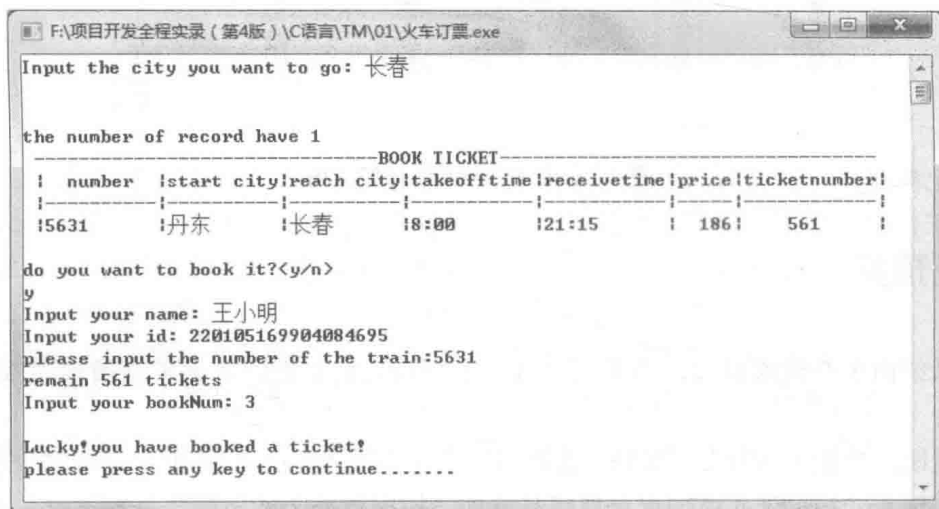 F:\项目开发全程实录（第4版）\C语言\TM\01\火车订票.exe
Input the city you want to go: 长春
the number of record have 1
--------------------------------BOOK TICKET-----------------------------------
|  number  |start city|reach city|takeofftime|receivetime|price|ticketnumber|
|----------|----------|----------|-----------|-----------|-----|------------|
|5631      |丹东      |长春      |8:00       |21:15      |  186|    561     |
do you want to book it?<y/n>
y
Input your name: 王小明
Input your id: 220105169904084695
please input the number of the train:5631
remain 561 tickets
Input your bookNum: 3
Lucky!you have booked a ticket!
please press any key to continue.......